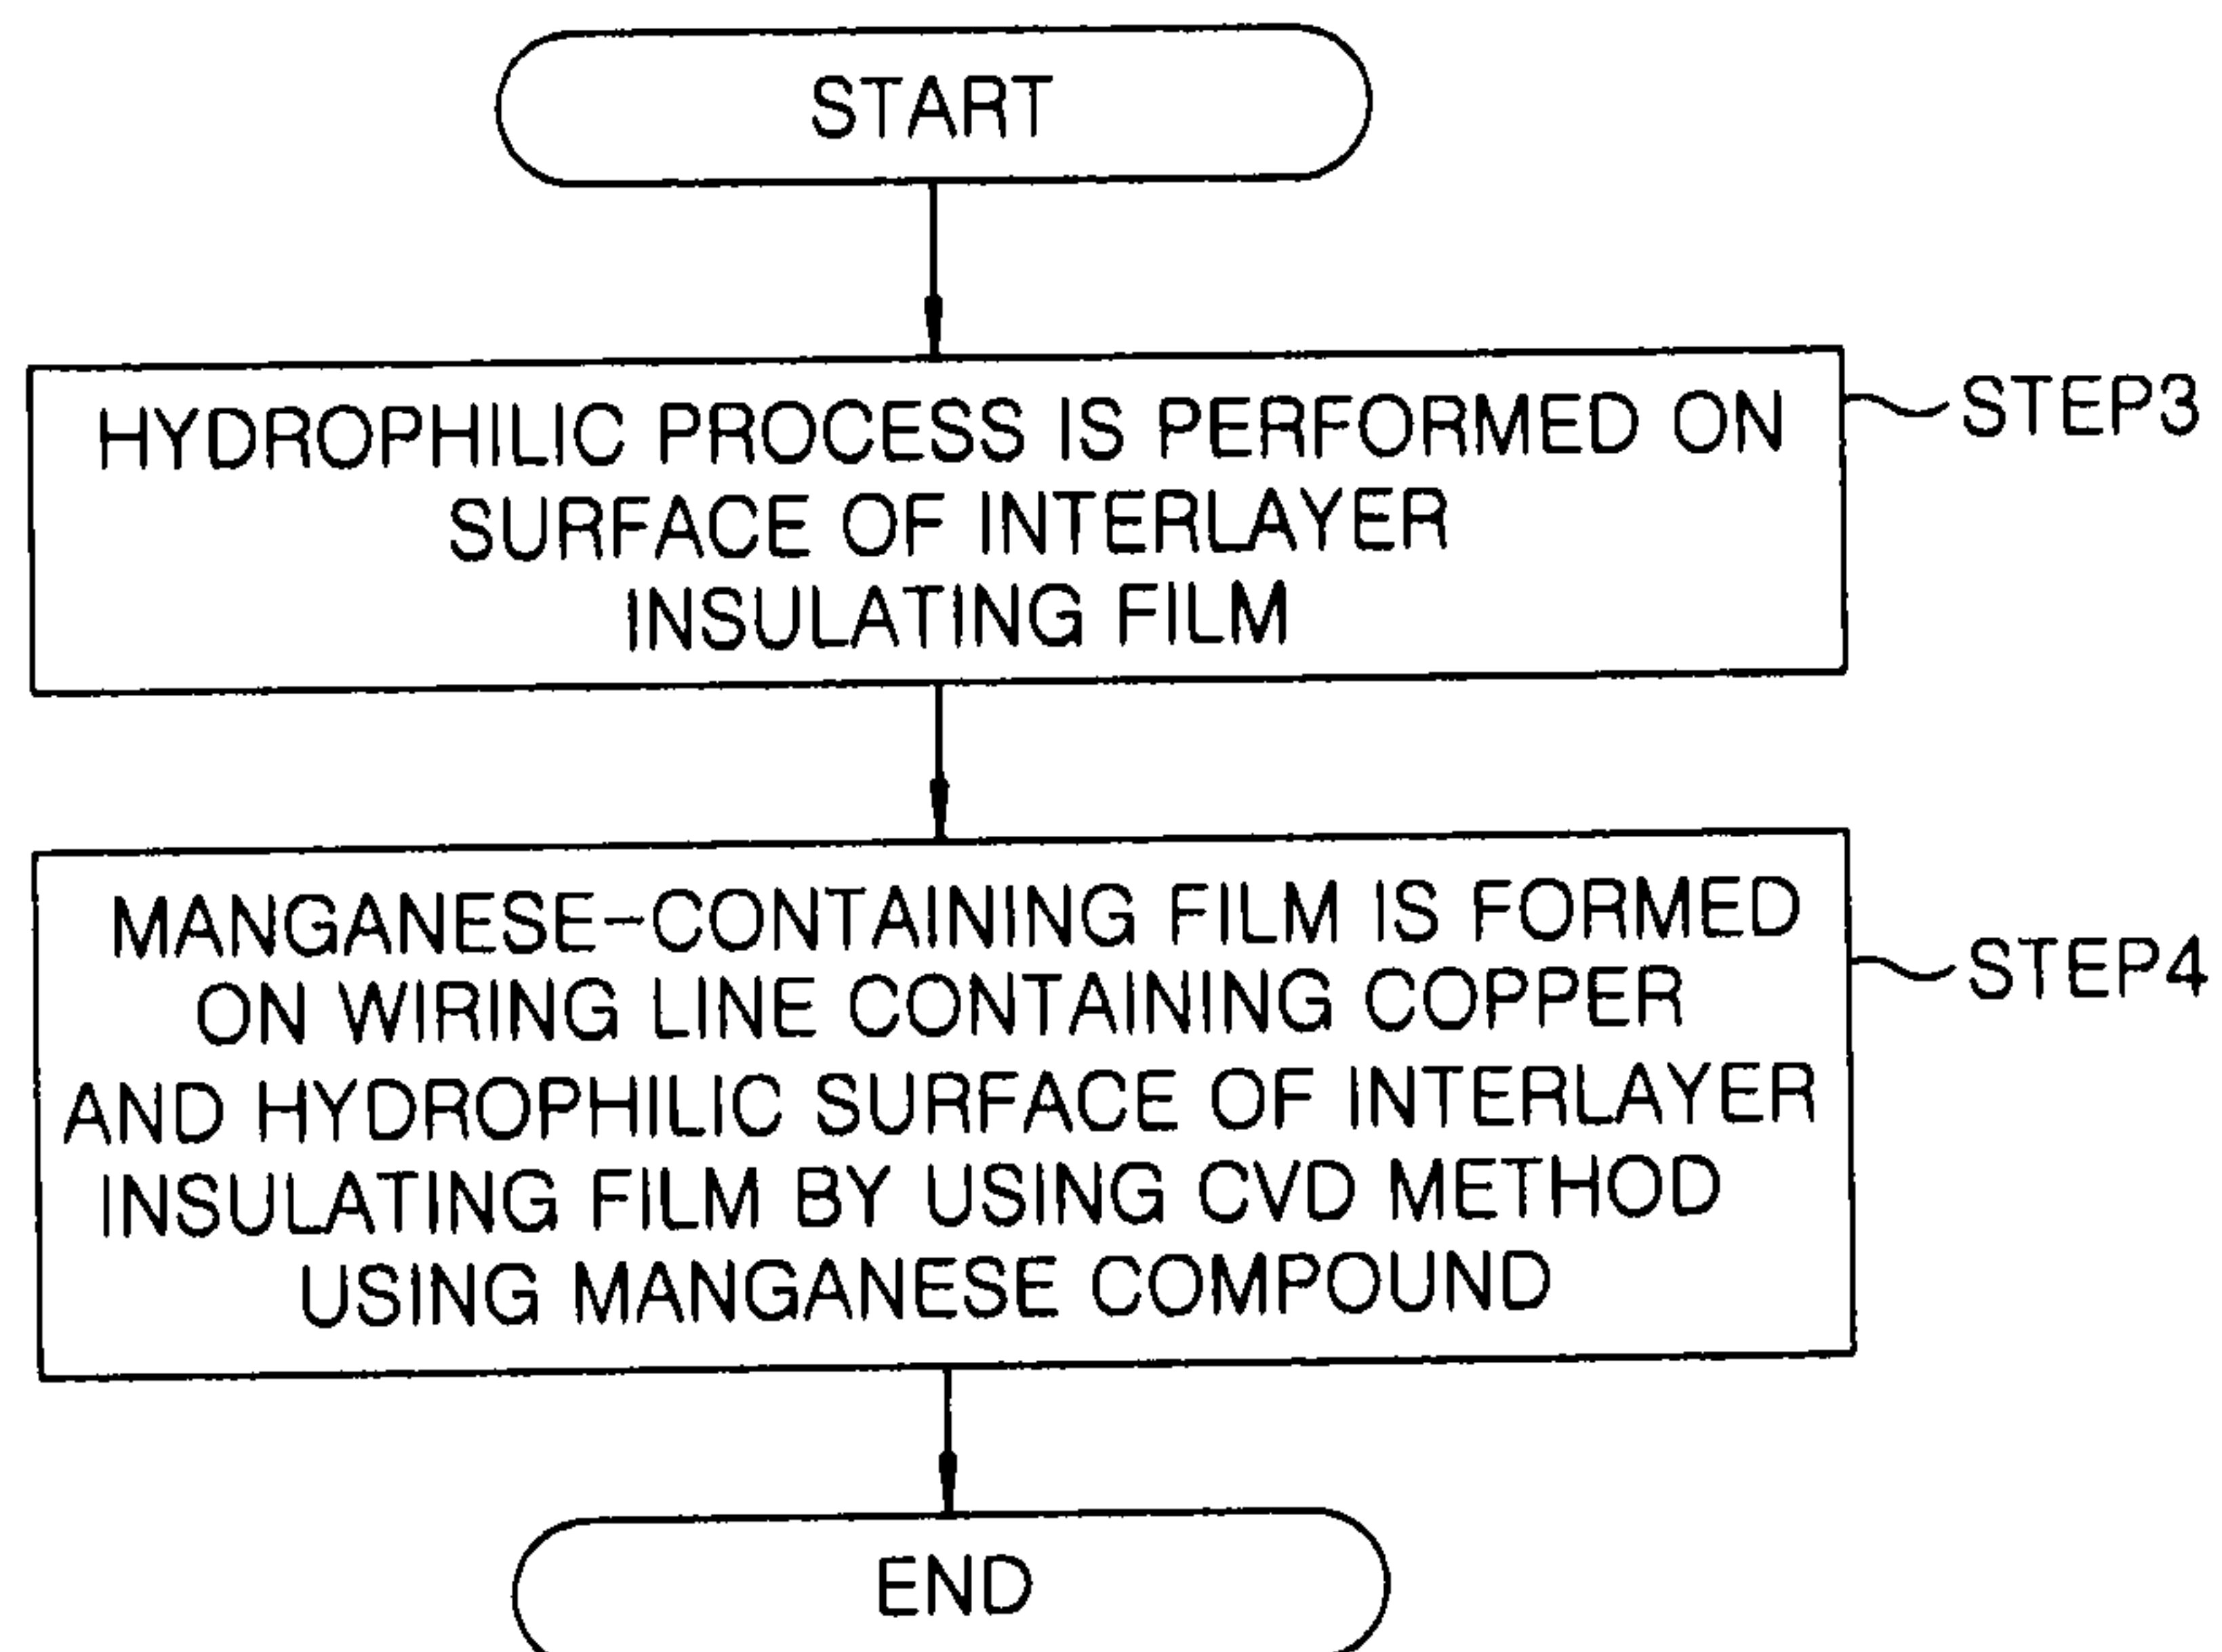 START
HYDROPHILIC PROCESS IS PERFORMED ON
SURFACE OF INTERLAYER
INSULATING FILM
STEP3
MANGANESE-CONTAINING FILM IS FORMED
ON WIRING LINE CONTAINING COPPER
AND HYDROPHILIC SURFACE OF INTERLAYER
INSULATING FILM BY USING CVD METHOD
USING MANGANESE COMPOUND
STEP4
END